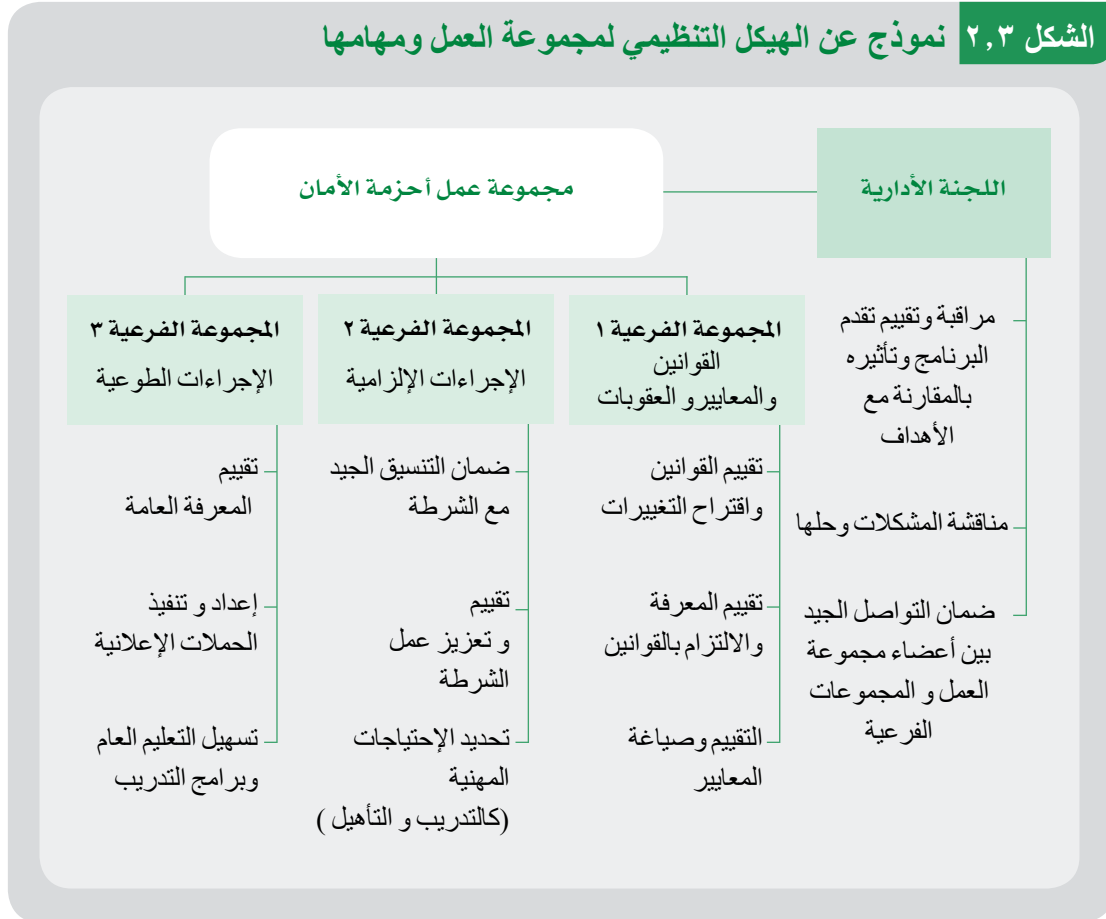 الشكل ٢,٣ نموذج عن الهيكل التنظيمي لمجموعة العمل ومهامها
اللجنة الأدارية
مراقبة وتقييم تقدم
البرنامج وتأثيره
بالمقارنة مع
الأهداف
مناقشة المشكلات وحلها
ضمان التواصل الجيد
بين أعضاء مجموعة
العمل و المجموعات
الفرعية
مجموعة عمل أحزمة الأمان
المجموعة الفرعية ١
القوانين
والمعاييرو العقوبات
تقييم القوانين
واقتراح التغييرات
تقييم المعرفة
والالتزام بالقوانين
التقييم وصياغة
المعايير
المجموعة الفرعية ٢
الإجراءات الإلزامية
ضمان التنسيق الجيد
مع الشرطة
تقييم
و تعزيز عمل
الشرطة
تحديد الإحتياجات
المهنية
(كالتدريب و التأهيل )
المجموعة الفرعية ٣
الإجراءات الطوعية
تقييم
المعرفة العامة
إعداد و تنفيذ
الحملات الإعلانية
تسهيل التعليم العام
وبرامج التدريب